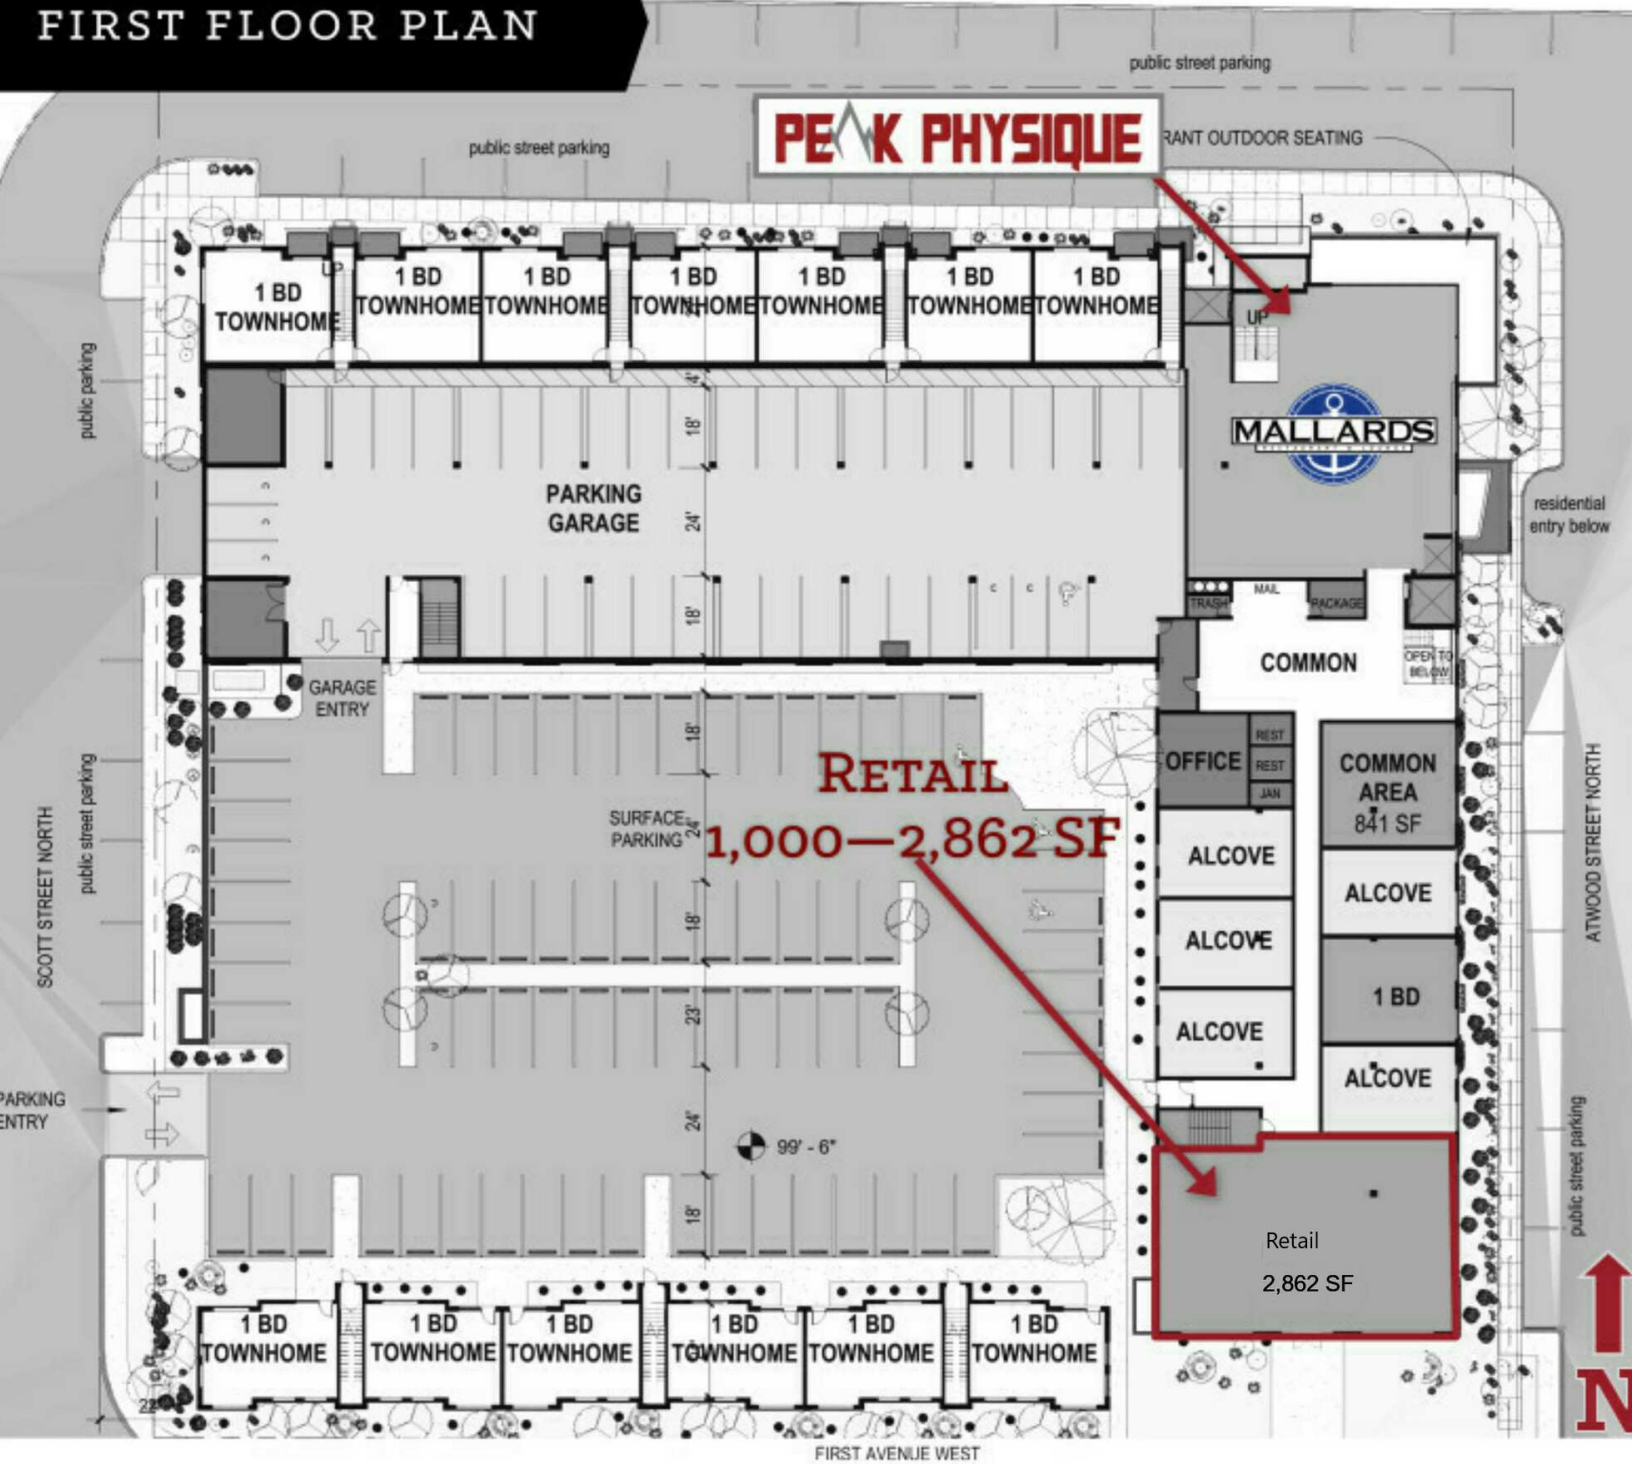 FIRST FLOOR PLAN
public street parking
public street parking
PEAK PHYSIQUE
RANT OUTDOOR SEATING
1 BD
TOWNHOME
UP
1 BD
TOWNHOME
1 BD
TOWNHOME
1 BD
TOWNHOME
1 BD
TOWNHOME
1 BD
TOWNHOME
1 BD
TOWNHOME
UP
public parking
4'
18'
MALLARDS
PARKING
GARAGE
24'
residential
entry below
18'
TRASH
MAIL
PACKAGE
COMMON
OPEN TO
BELOW
GARAGE
ENTRY
18'
OFFICE
REST
REST
JAN
COMMON
AREA
841 SF
RETAIL
1,000—2,862 SF
SURFACE
PARKING
24'
public street parking
SCOTT STREET NORTH
ATWOOD STREET NORTH
ALCOVE
ALCOVE
18'
ALCOVE
1 BD
23'
ALCOVE
ALCOVE
PARKING
ENTRY
24'
99' - 6"
public street parking
18'
Retail
2,862 SF
1 BD
TOWNHOME
1 BD
TOWNHOME
1 BD
TOWNHOME
1 BD
TOWNHOME
1 BD
TOWNHOME
1 BD
TOWNHOME
N
FIRST AVENUE WEST